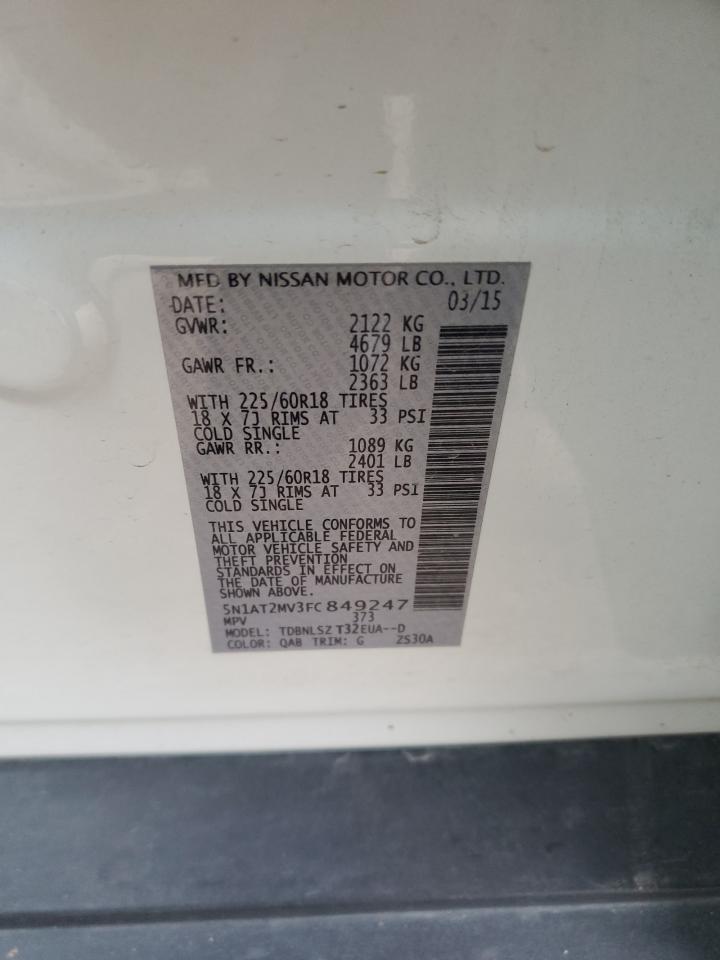 MFD BY NISSAN MOTOR CO., LTD.
DATE: 03/15
GVWR: 2122 KG
4679 LB
GAWR FR.: 1072 KG
2363 LB
WITH 225/60R18 TIRES
18 X 7J RIMS AT 33 PSI
COLD SINGLE
GAWR RR.: 1089 KG
2401 LB
WITH 225/60R18 TIRES
18 X 7J RIMS AT 33 PSI
COLD SINGLE
THIS VEHICLE CONFORMS TO
ALL APPLICABLE FEDERAL
MOTOR VEHICLE SAFETY AND
THEFT PREVENTION
STANDARDS IN EFFECT ON
THE DATE OF MANUFACTURE
SHOWN ABOVE.
5N1AT2MV3FC849247
MPV 373
MODEL: TDBNLSZ T32EUA--D
COLOR: QAB TRIM: G 2S30A